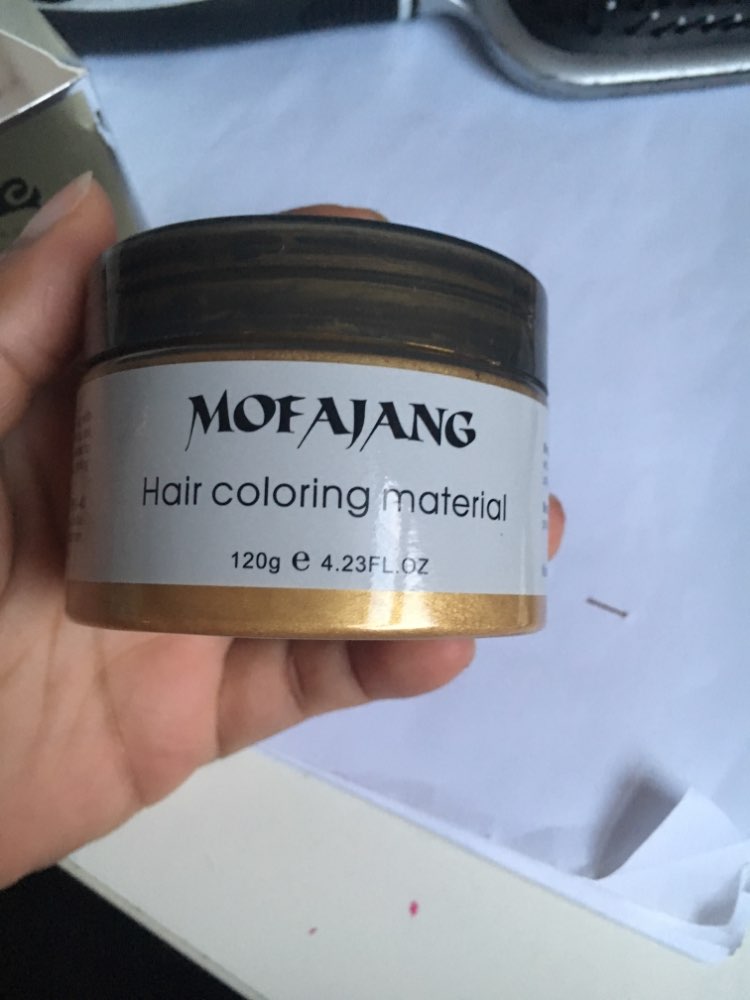 MOFAJANG
Hair coloring material
120g e 4.23FL.OZ